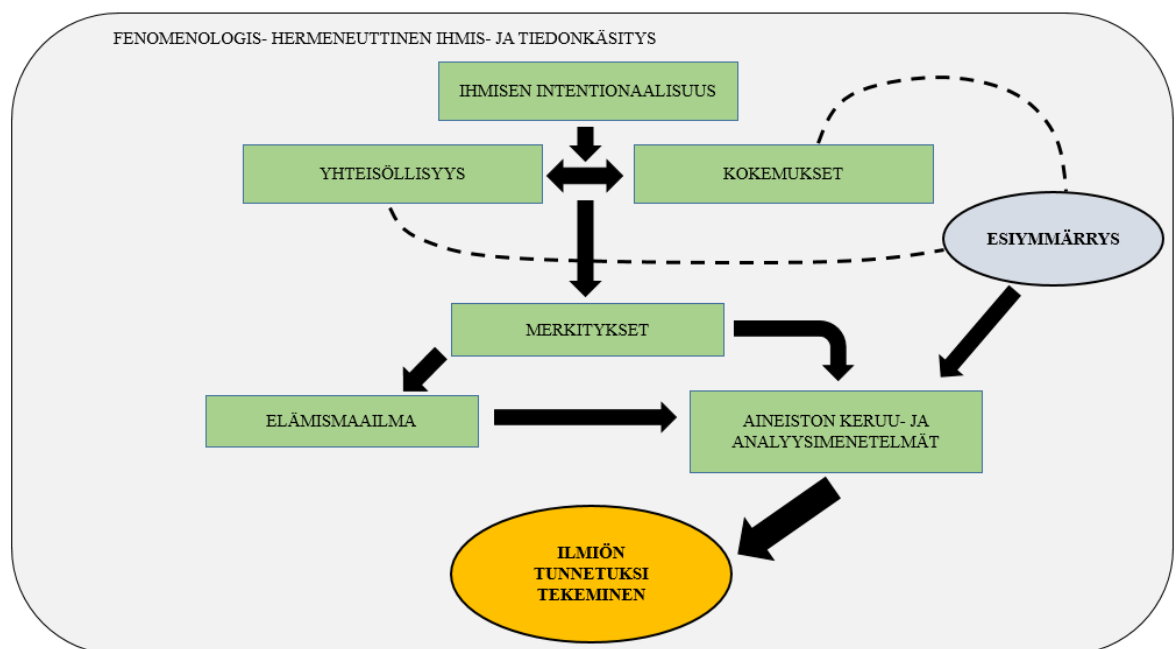 FENOMENOLOGIS- HERMENEUTTINEN IHMIS- JA TIEDONKÄSITYS
IHMISEN INTENTIONAALISUUS
YHTEISÖLLISYYS
KOKEMUKSET
ESIYMMÄRRYS
MERKITYKSET
ELÄMISMAAILMA
AINEISTON KERUU- JA
ANALYYSIMENETELMÄT
ILMIÖN
TUNNETUKSI
TEKEMINEN